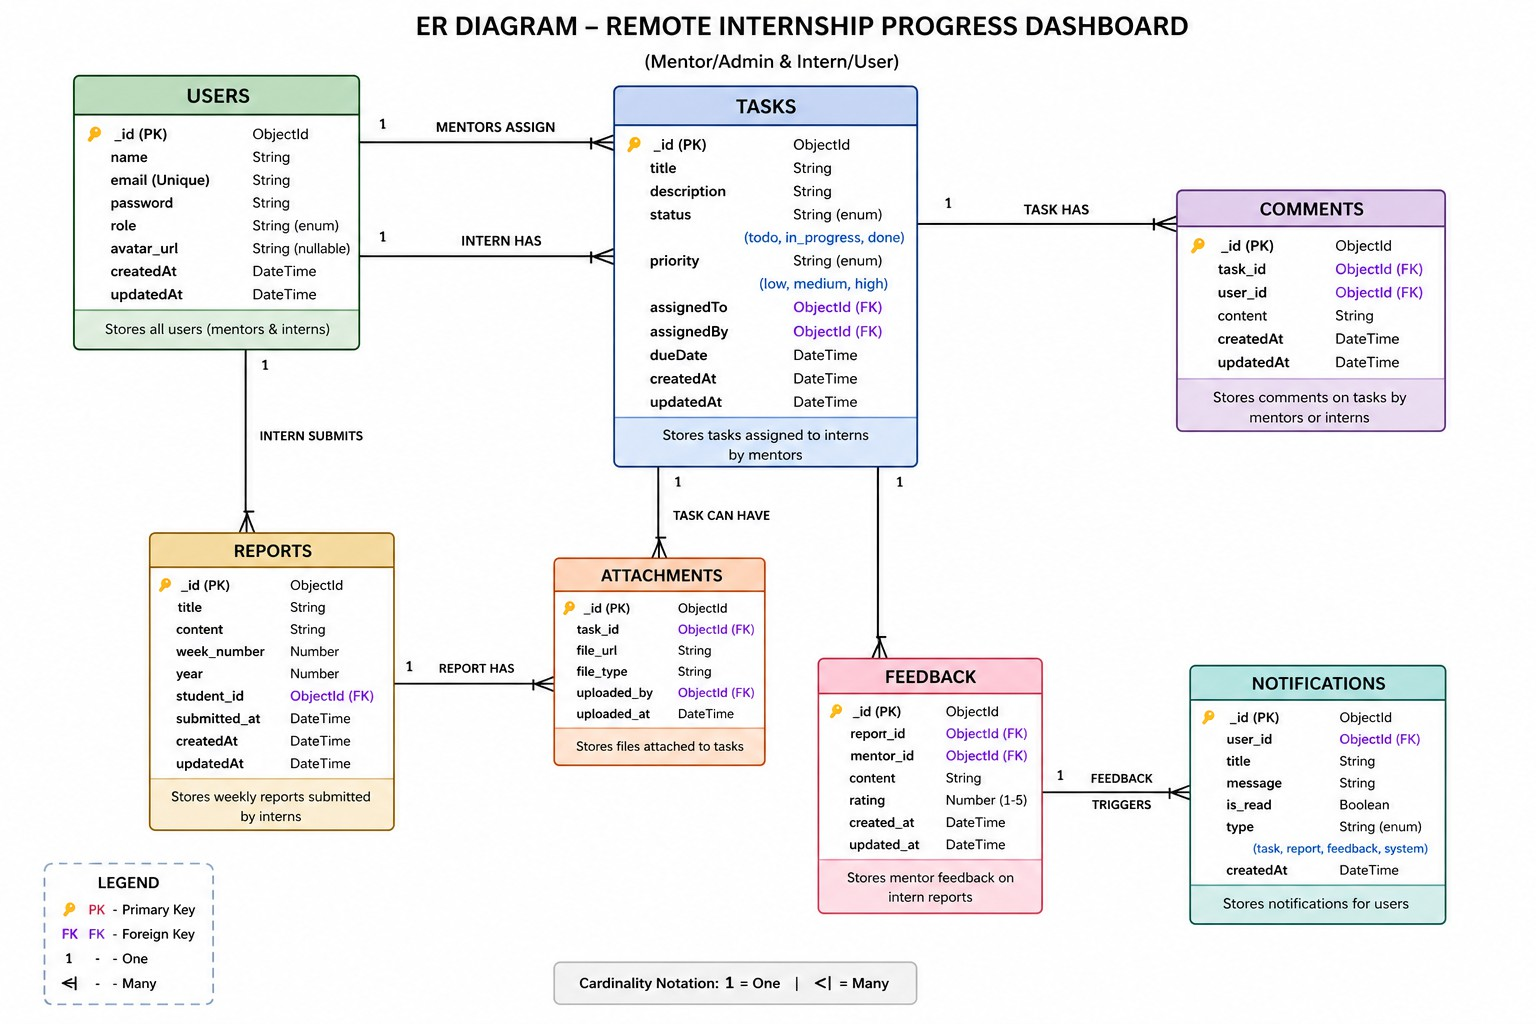 ER DIAGRAM – REMOTE INTERNSHIP PROGRESS DASHBOARD
(Mentor/Admin & Intern/User)
USERS
_id (PK) ObjectId
name String
email (Unique) String
password String
role String (enum)
avatar_url String (nullable)
createdAt DateTime
updatedAt DateTime
Stores all users (mentors & interns)
1 MENTORS ASSIGN
1 INTERN HAS
TASKS
_id (PK) ObjectId
title String
description String
status String (enum)
(todo, in_progress, done)
priority String (enum)
(low, medium, high)
assignedTo ObjectId (FK)
assignedBy ObjectId (FK)
dueDate DateTime
createdAt DateTime
updatedAt DateTime
Stores tasks assigned to interns
by mentors
1 TASK HAS
COMMENTS
_id (PK) ObjectId
task_id ObjectId (FK)
user_id ObjectId (FK)
content String
createdAt DateTime
updatedAt DateTime
Stores comments on tasks by
mentors or interns
1
INTERN SUBMITS
1
TASK CAN HAVE
1
REPORTS
_id (PK) ObjectId
title String
content String
week_number Number
year Number
student_id ObjectId (FK)
submitted_at DateTime
createdAt DateTime
updatedAt DateTime
Stores weekly reports submitted
by interns
1 REPORT HAS
ATTACHMENTS
_id (PK) ObjectId
task_id ObjectId (FK)
file_url String
file_type String
uploaded_by ObjectId (FK)
uploaded_at DateTime
Stores files attached to tasks
FEEDBACK
_id (PK) ObjectId
report_id ObjectId (FK)
mentor_id ObjectId (FK)
content String
rating Number (1-5)
created_at DateTime
updated_at DateTime
Stores mentor feedback on
intern reports
1 FEEDBACK
TRIGGERS
NOTIFICATIONS
_id (PK) ObjectId
user_id ObjectId (FK)
title String
message String
is_read Boolean
type String (enum)
(task, report, feedback, system)
createdAt DateTime
Stores notifications for users
LEGEND
PK - Primary Key
FK FK - Foreign Key
1 - - One
- - Many
Cardinality Notation: 1 = One | <| = Many